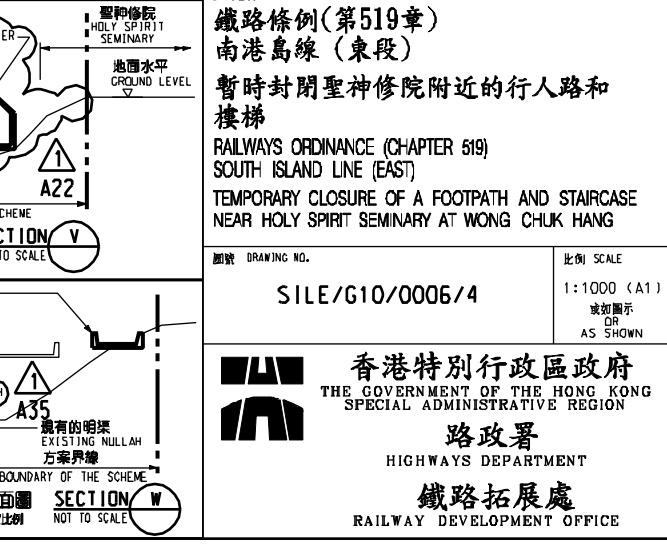 聖神修院
HOLY SPIRIT
SEMINARY
地面水平
GROUND LEVEL
1
A22
V
TO SCALE
1
A35
現有的明渠
EXISTING NULLAH
方案界線
BOUNDARY OF THE SCHEME
SECTION W
NOT TO SCALE
鐵路條例(第519章)
南港島線 (東段)
暫時封閉聖神修院附近的行人路和
樓梯
RAILWAYS ORDINANCE (CHAPTER 519)
SOUTH ISLAND LINE (EAST)
TEMPORARY CLOSURE OF A FOOTPATH AND STAIRCASE
NEAR HOLY SPIRIT SEMINARY AT WONG CHUK HANG
圖號 DRAWING NO.
SILE/G10/0006/4
比例 SCALE
1:1000 (A1)
或如圖示
OR
AS SHOWN
香港特別行政區政府
THE GOVERNMENT OF THE HONG KONG
SPECIAL ADMINISTRATIVE REGION
路政署
HIGHWAYS DEPARTMENT
鐵路拓展處
RAILWAY DEVELOPMENT OFFICE